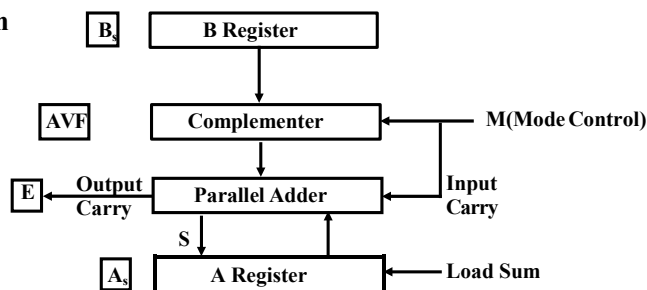 n
Bs B Register
AVF Complementer M(Mode Control)
E Output Carry Parallel Adder Input Carry
S
As A Register Load Sum